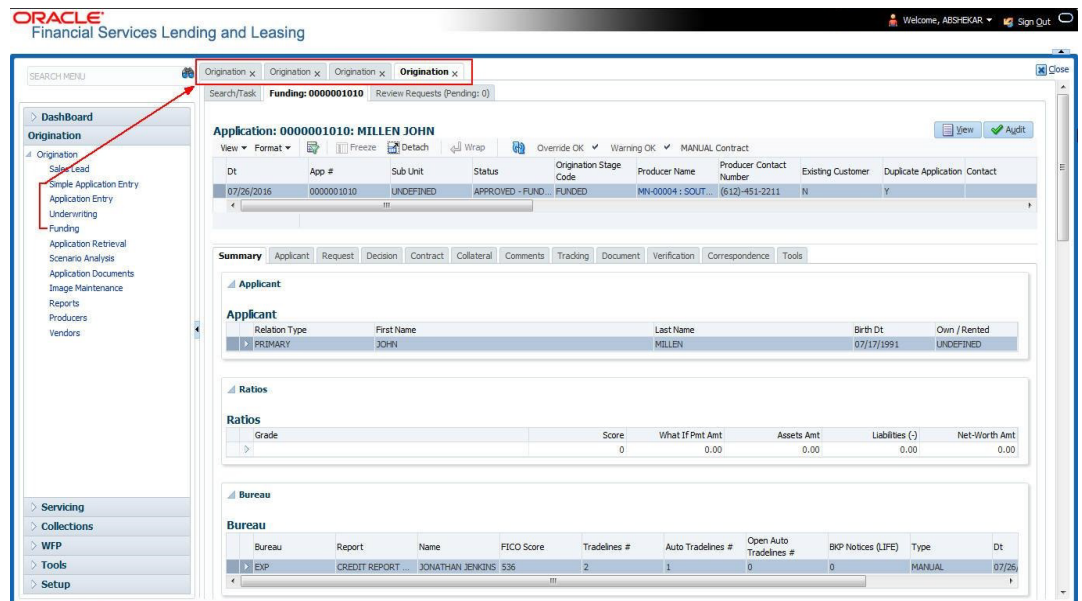 ORACLE
Financial Services Lending and Leasing
Welcome, ABSHEKAR Sign Out
SEARCH MENU
DashBoard
Origination
Origination
Sales Lead
Simple Application Entry
Application Entry
Underwriting
Funding
Application Retrieval
Scenario Analysis
Application Documents
Image Maintenance
Reports
Producers
Vendors
Servicing
Collections
WFP
Tools
Setup
Origination x Origination x Origination x Origination x
Close
Search/Task Funding: 0000001010 Review Requests (Pending: 0)
Application: 0000001010: MILLEN JOHN
View Audit
View Format Freeze Detach Wrap Override OK Warning OK MANUAL Contract
Dt App # Sub Unit Status Origination Stage Code Producer Name Producer Contact Number Existing Customer Duplicate Application Contact
07/26/2016 0000001010 UNDEFINED APPROVED - FUND... FUNDED MN-00004 : SOUT... (612)-451-2211 N Y
Summary Applicant Request Decision Contract Collateral Comments Tracking Document Verification Correspondence Tools
Applicant
Applicant
Relation Type First Name Last Name Birth Dt Own / Rented
PRIMARY JOHN MILLEN 07/17/1991 UNDEFINED
Ratios
Ratios
Grade Score What If Pmt Amt Assets Amt Liabilities (-) Net-Worth Amt
0 0.00 0.00 0.00 0.00
Bureau
Bureau
Bureau Report Name FICO Score Tradelines # Auto Tradelines # Open Auto Tradelines # BKP Notices (LIFE) Type Dt
EXP CREDIT REPORT ... JONATHAN JENKINS 536 2 1 0 0 MANUAL 07/26/